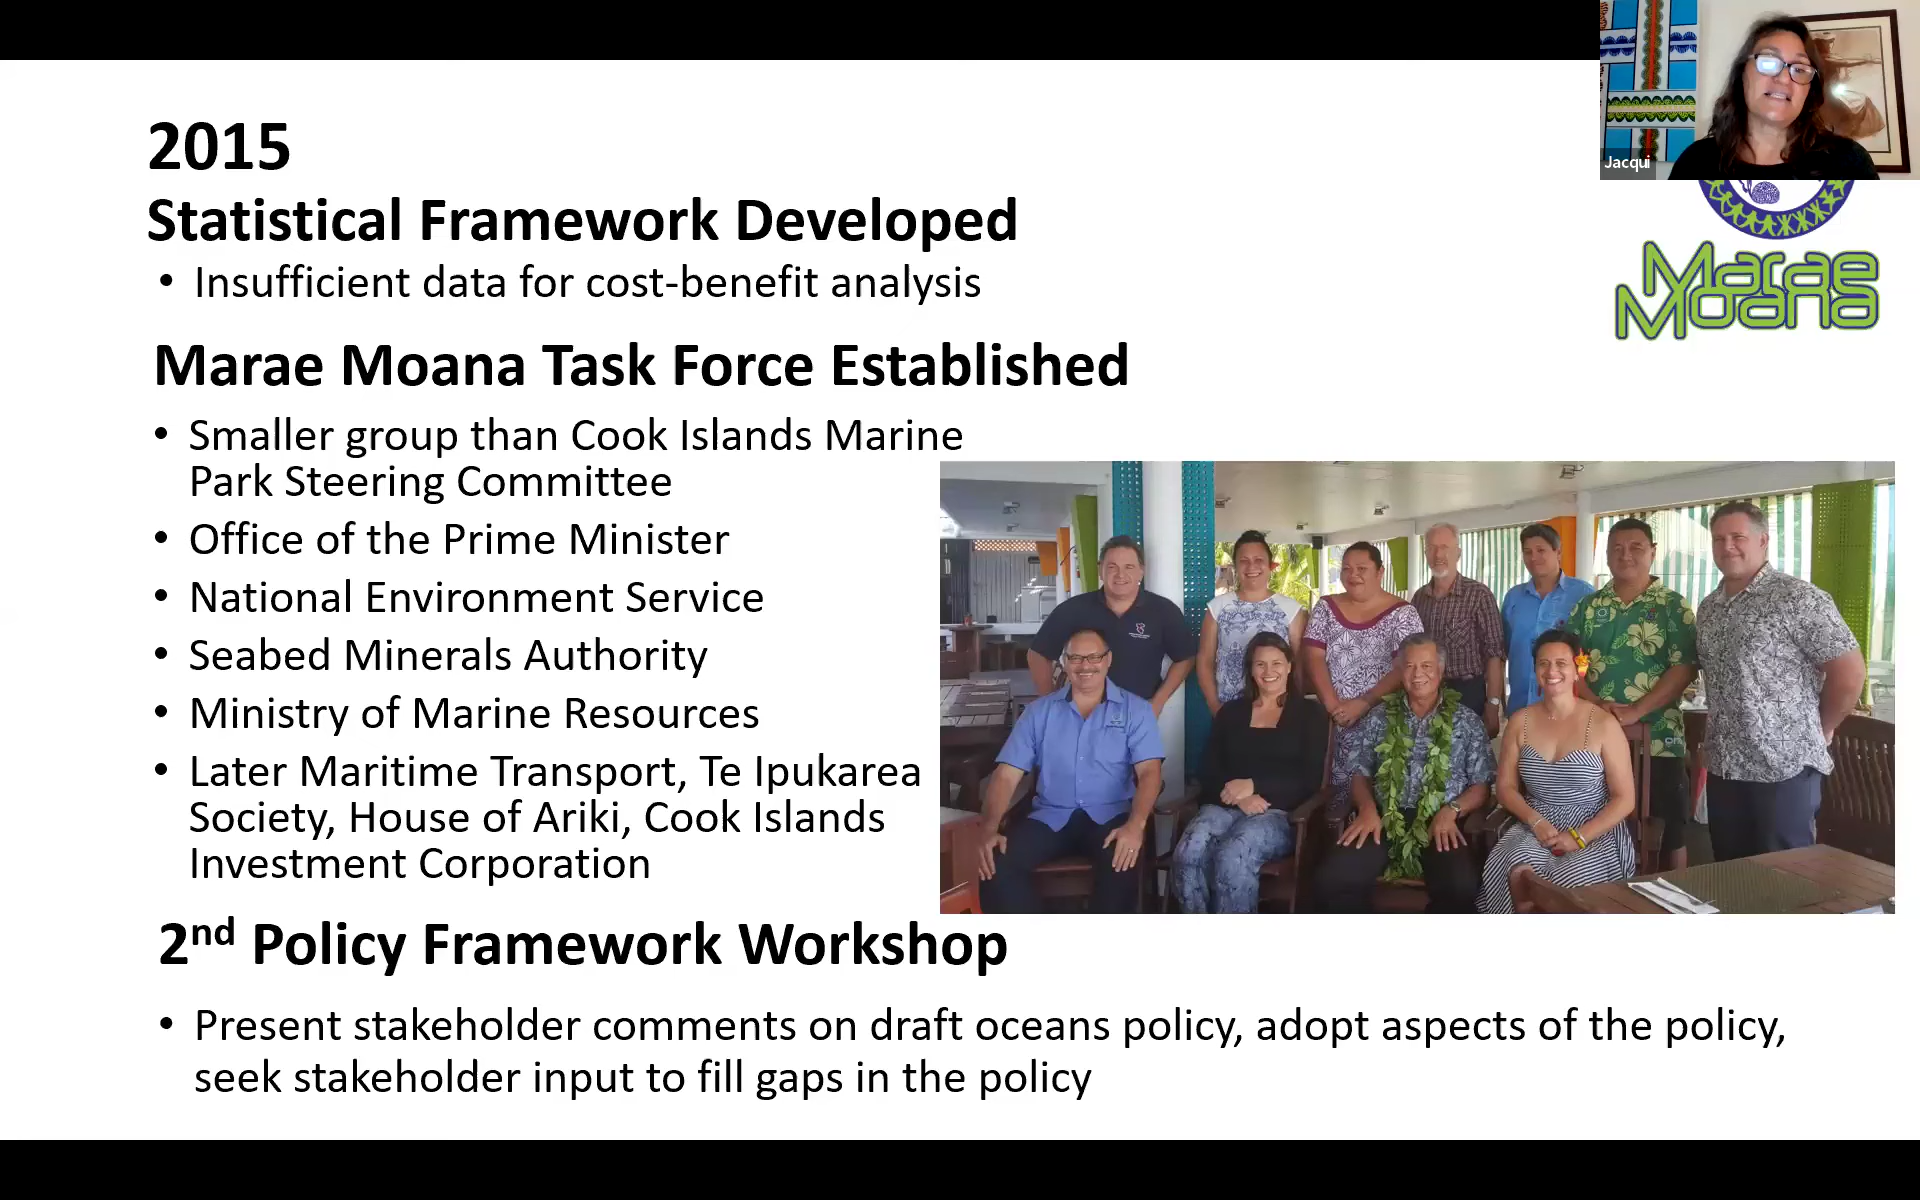 2015
Statistical Framework Developed
• Insufficient data for cost-benefit analysis
Marae Moana Task Force Established
• Smaller group than Cook Islands Marine
Park Steering Committee
• Office of the Prime Minister
• National Environment Service
• Seabed Minerals Authority
• Ministry of Marine Resources
• Later Maritime Transport, Te Ipukarea
Society, House of Ariki, Cook Islands
Investment Corporation
2nd Policy Framework Workshop
• Present stakeholder comments on draft oceans policy, adopt aspects of the policy,
seek stakeholder input to fill gaps in the policy
Jacqui
Marae
Moana